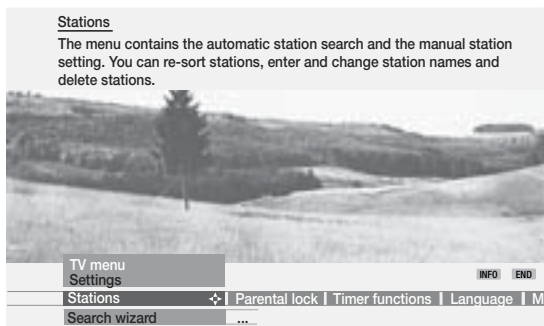 Stations
The menu contains the automatic station search and the manual station
setting. You can re-sort stations, enter and change station names and
delete stations.
TV menu
Settings
INFO END
Stations Parental lock Timer functions Language M
Search wizard ...